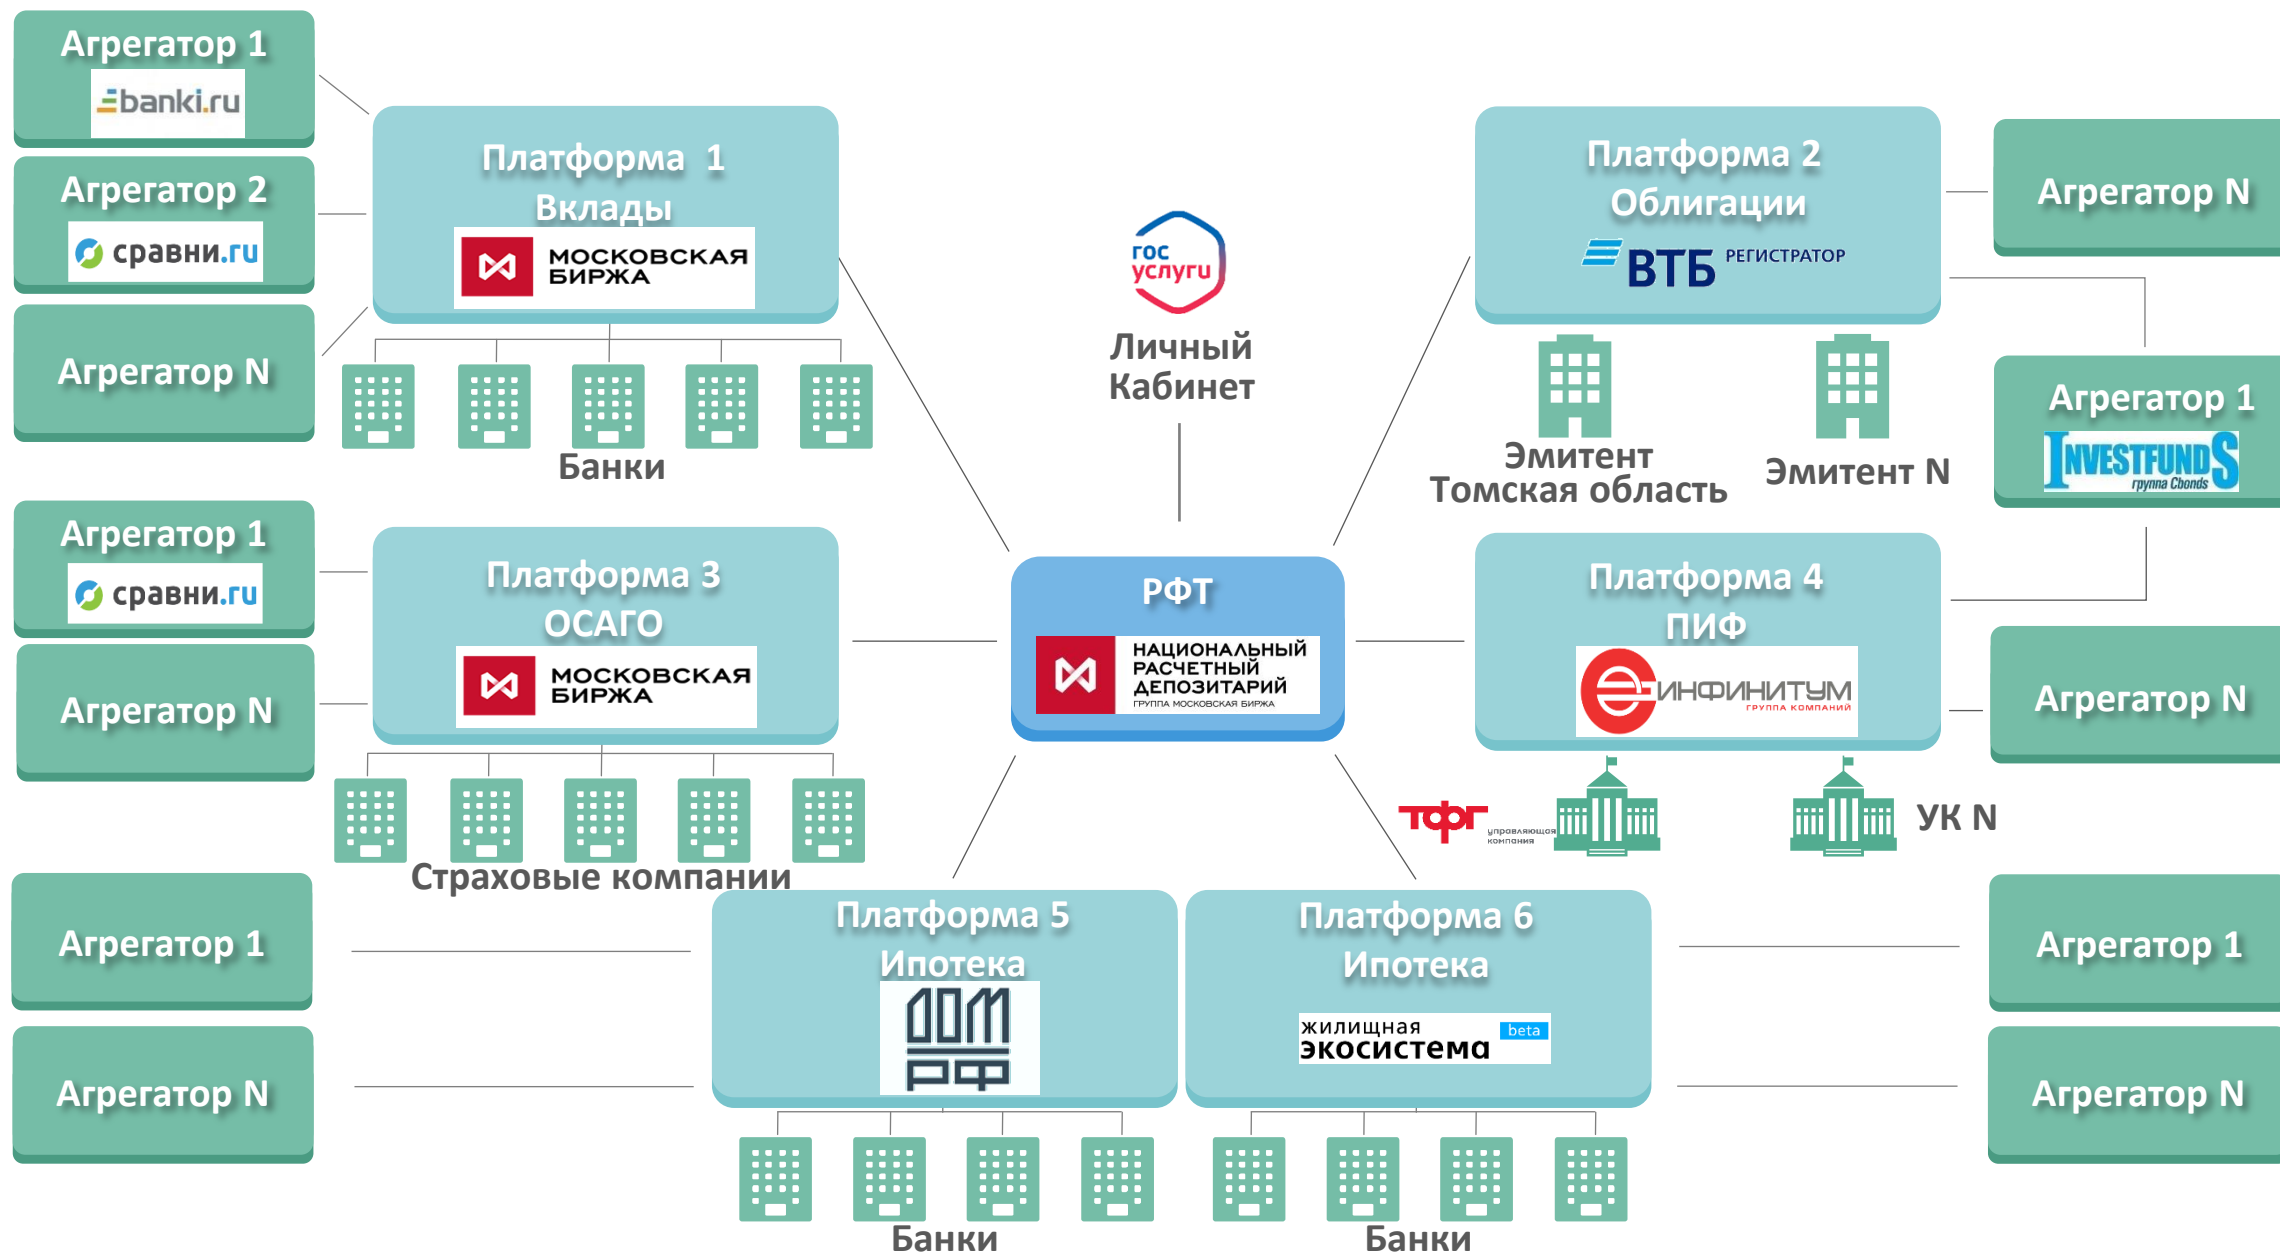 Агрегатор 1
banki.ru
Агрегатор 2
сравни.ru
Агрегатор N
Платформа 1
Вклады
МОСКОВСКАЯ
БИРЖА
Банки
гос
услуги
Личный
Кабинет
Платформа 2
Облигации
ВТБ РЕГИСТРАТОР
Эмитент
Томская область
Эмитент N
Агрегатор N
Агрегатор 1
INVESTFUNDS
группа Cbonds
Агрегатор 1
сравни.ru
Агрегатор N
Платформа 3
ОСАГО
МОСКОВСКАЯ
БИРЖА
Страховые компании
РФТ
НАЦИОНАЛЬНЫЙ
РАСЧЕТНЫЙ
ДЕПОЗИТАРИЙ
ГРУППА МОСКОВСКАЯ БИРЖА
Платформа 4
ПИФ
ИНФИНИТУМ
ГРУППА КОМПАНИЙ
ТФГ
управляющая
компания
УК N
Агрегатор N
Агрегатор 1
Агрегатор N
Платформа 5
Ипотека
ДОМ
РФ
Банки
Платформа 6
Ипотека
жилищная
экосистема
beta
Банки
Агрегатор 1
Агрегатор N